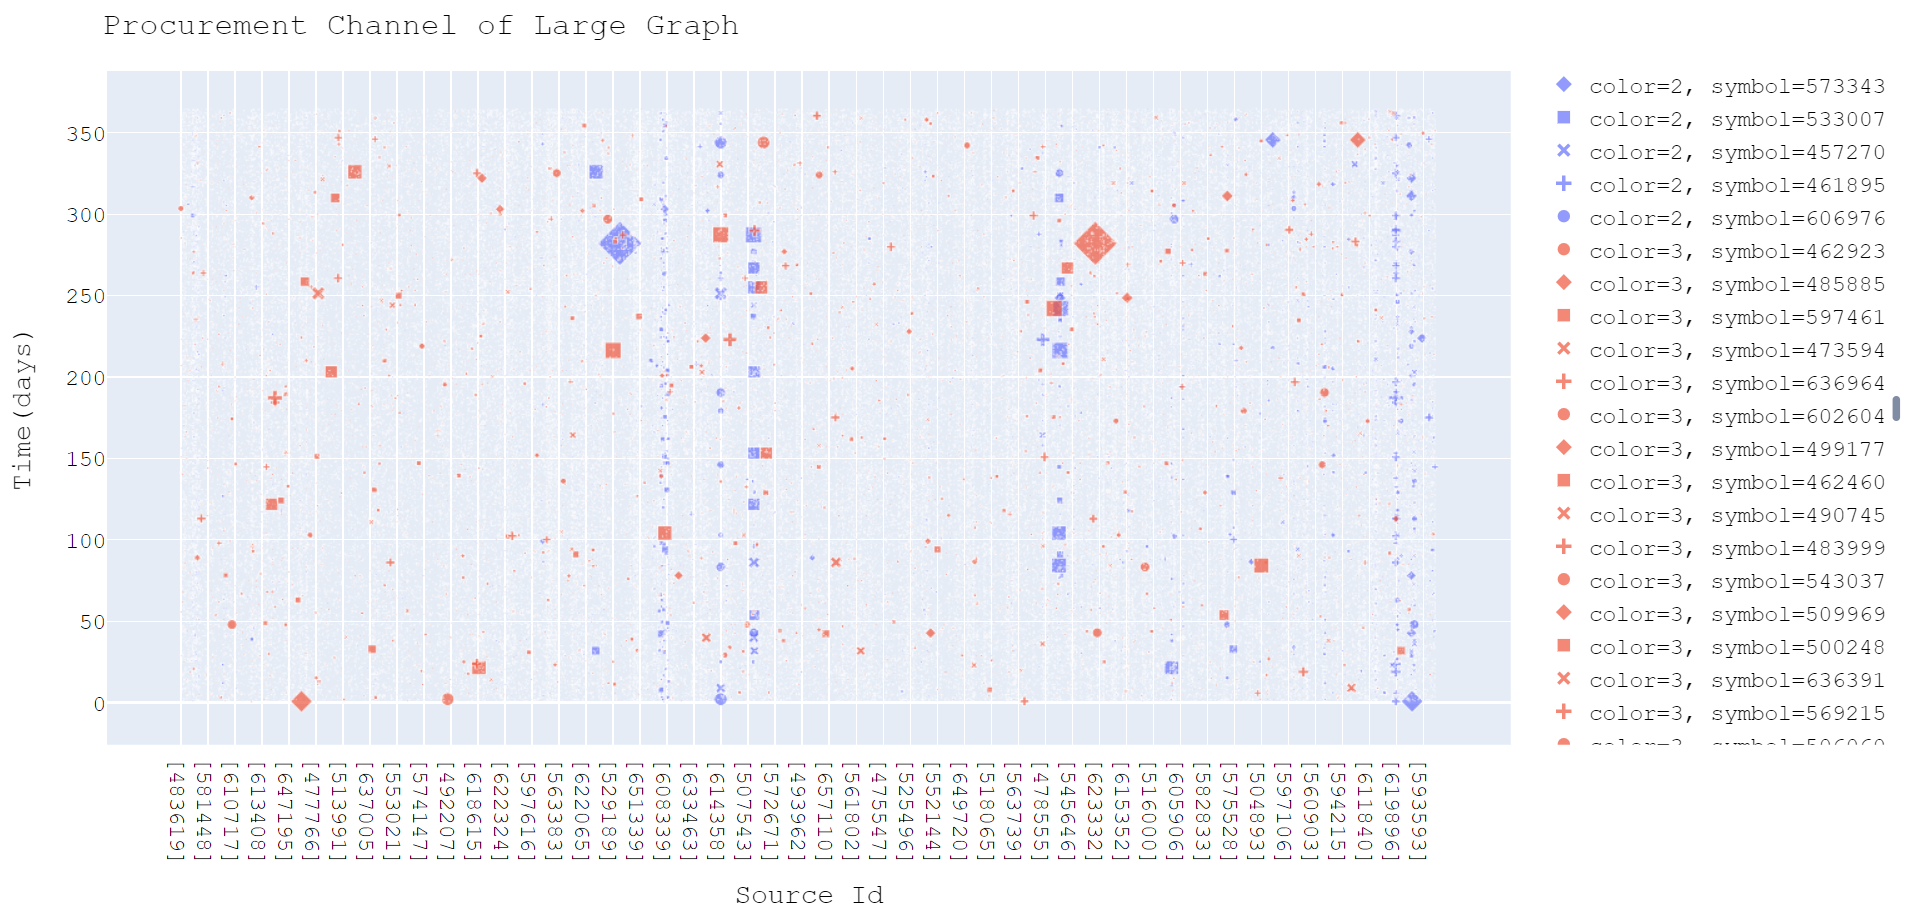 Procurement Channel of Large Graph
Time(days)
350
300
250
200
150
100
50
0
[483619]
[581448]
[610717]
[613408]
[647195]
[477766]
[513991]
[637005]
[553021]
[574147]
[492207]
[618615]
[622324]
[597616]
[563383]
[622065]
[529189]
[651339]
[608339]
[633463]
[614358]
[507543]
[572671]
[493962]
[657110]
[561802]
[475547]
[525496]
[552144]
[649720]
[518065]
[563739]
[478555]
[545646]
[623332]
[615352]
[516000]
[605906]
[582833]
[575528]
[504893]
[597106]
[560903]
[594215]
[611840]
[619896]
[593593]
Source Id
color=2, symbol=573343
color=2, symbol=533007
color=2, symbol=457270
color=2, symbol=461895
color=2, symbol=606976
color=3, symbol=462923
color=3, symbol=485885
color=3, symbol=597461
color=3, symbol=473594
color=3, symbol=636964
color=3, symbol=602604
color=3, symbol=499177
color=3, symbol=462460
color=3, symbol=490745
color=3, symbol=483999
color=3, symbol=543037
color=3, symbol=509969
color=3, symbol=500248
color=3, symbol=636391
color=3, symbol=569215